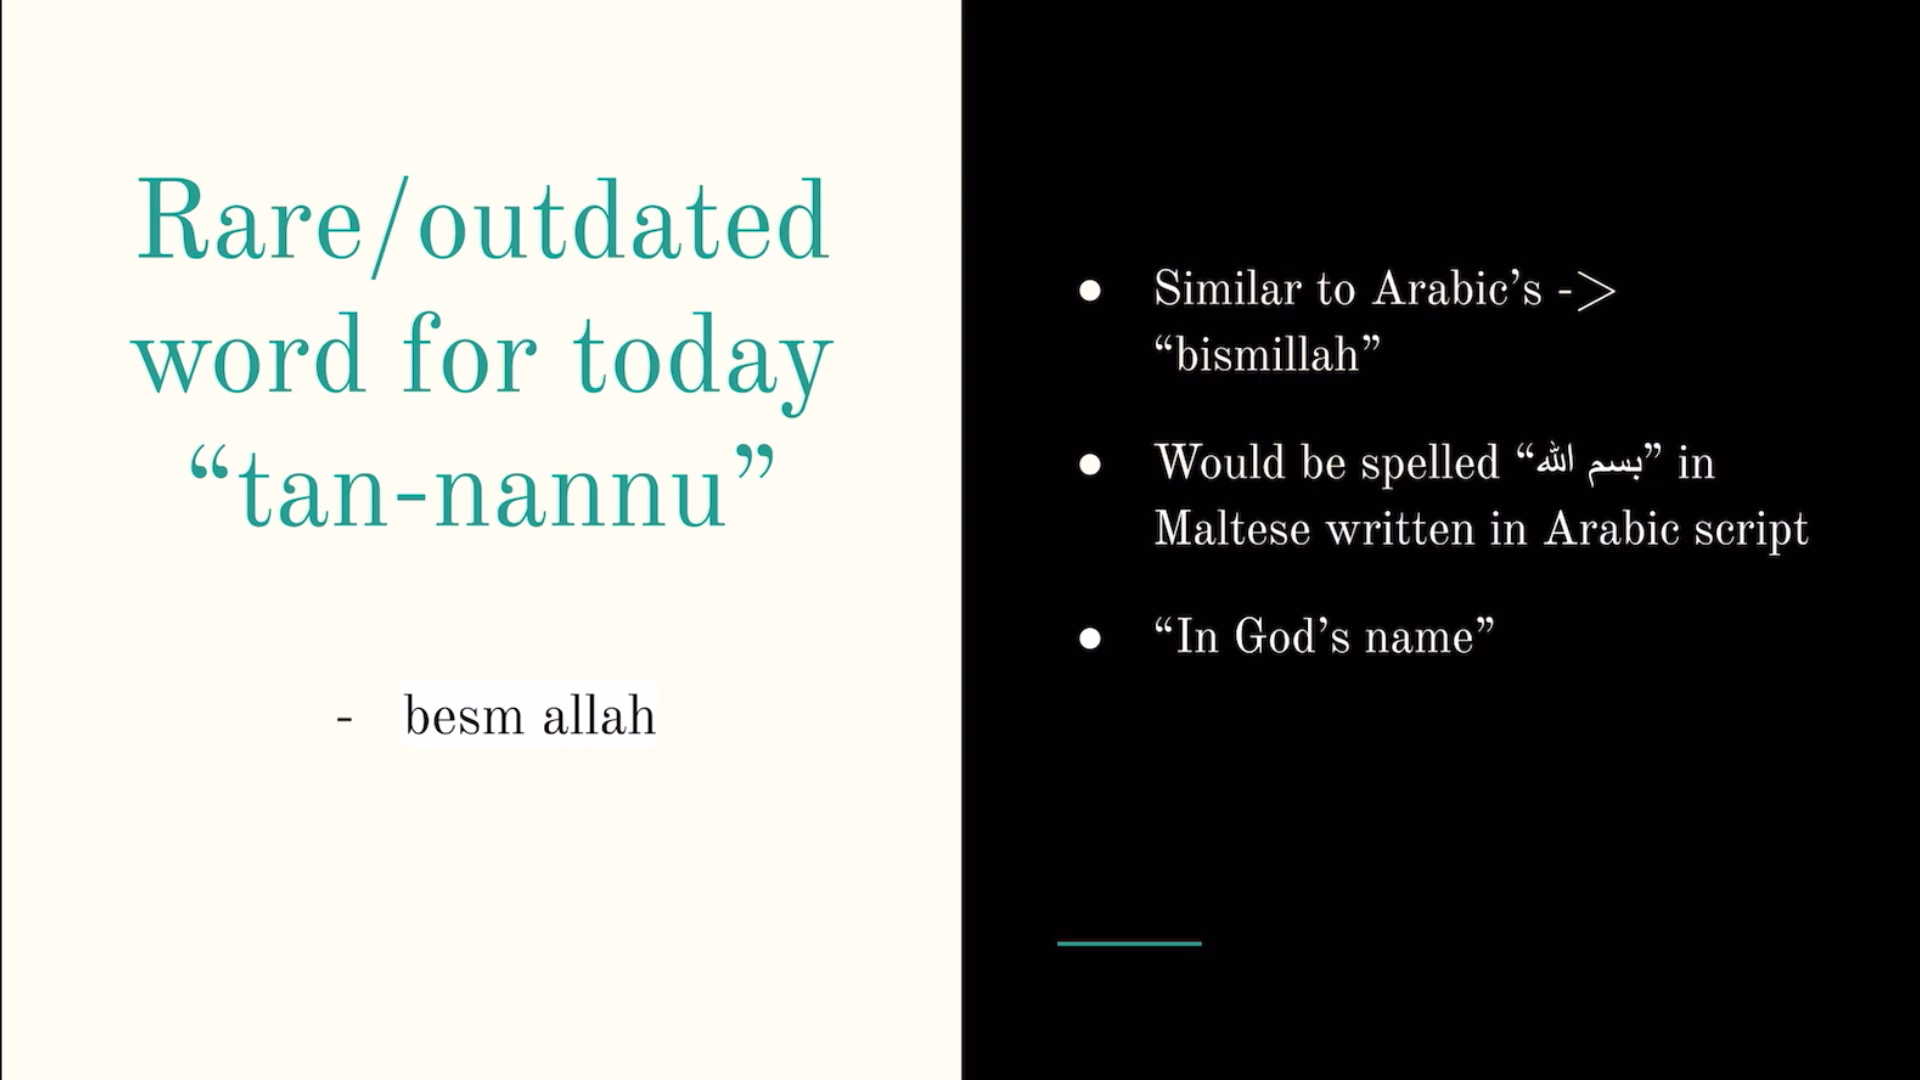 Rare/outdated
word for today
“tan-nannu”
- besm allah
● Similar to Arabic’s ->
“bismillah”
● Would be spelled “بسم الله” in
Maltese written in Arabic script
● “In God’s name”